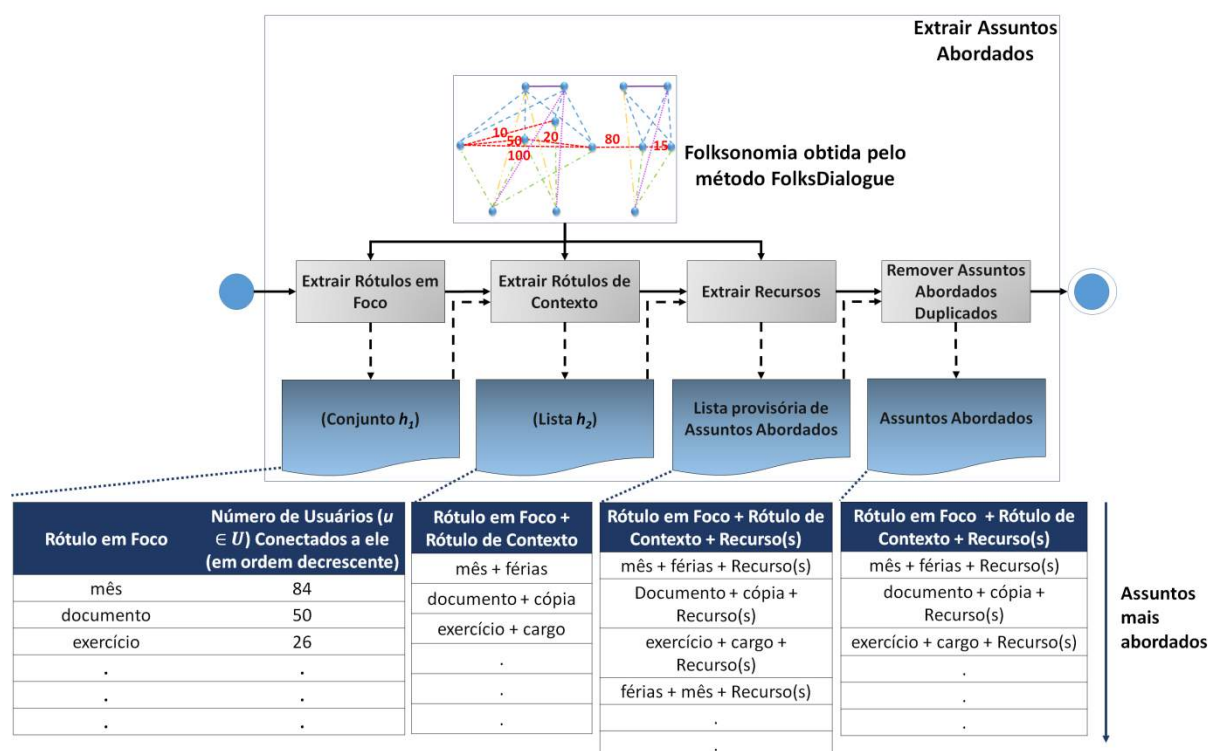 Extrair Assuntos
Abordados
10
50
20
100
80
15
Folksonomia obtida pelo
método FolksDialogue
Extrair Rótulos em
Foco
Extrair Rótulos de
Contexto
Extrair Recursos
Remover Assuntos
Abordados
Duplicados
(Conjunto h₁)
(Lista h₂)
Lista provisória de
Assuntos Abordados
Assuntos Abordados
Rótulo em Foco
Número de Usuários (u
∈ U) Conectados a ele
(em ordem decrescente)
mês 84
documento 50
exercício 26
. .
. .
. .
Rótulo em Foco +
Rótulo de Contexto
mês + férias
documento + cópia
exercício + cargo
.
.
.
Rótulo em Foco + Rótulo de
Contexto + Recurso(s)
mês + férias + Recurso(s)
Documento + cópia +
Recurso(s)
exercício + cargo +
Recurso(s)
férias + mês + Recurso(s)
.
.
Rótulo em Foco + Rótulo de
Contexto + Recurso(s)
mês + férias + Recurso(s)
documento + cópia +
Recurso(s)
exercício + cargo + Recurso(s)
.
.
.
Assuntos
mais
abordados